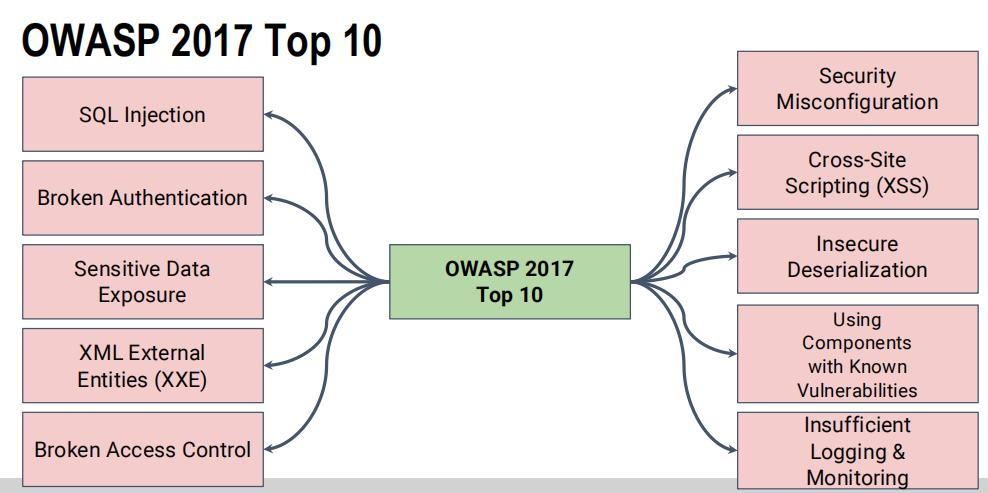 OWASP 2017 Top 10
SQL Injection
Broken Authentication
Sensitive Data
Exposure
XML External
Entities (XXE)
Broken Access Control
OWASP 2017
Top 10
Security
Misconfiguration
Cross-Site
Scripting (XSS)
Insecure
Deserialization
Using
Components
with Known
Vulnerabilities
Insufficient
Logging &
Monitoring